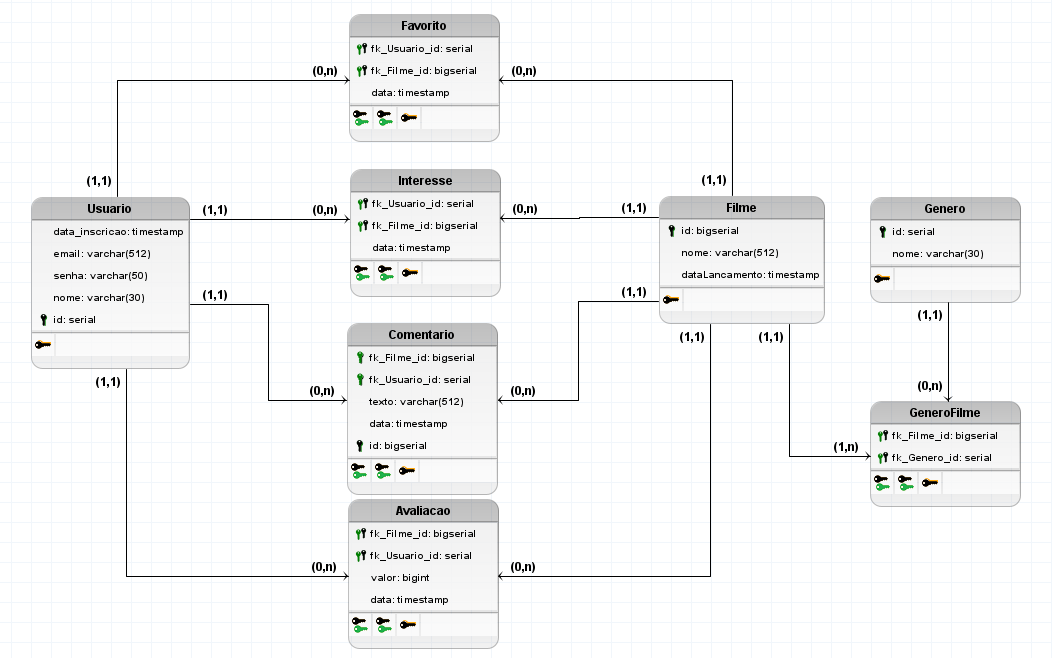 Favorito
fk_Usuario_id: serial
fk_Filme_id: bigserial
data: timestamp
(0,n)
(0,n)
(1,1)
(1,1)
Interesse
fk_Usuario_id: serial
fk_Filme_id: bigserial
data: timestamp
(1,1)
(0,n)
(0,n)
(1,1)
Usuario
data_inscricao: timestamp
email: varchar(512)
senha: varchar(50)
nome: varchar(30)
id: serial
Filme
id: bigserial
nome: varchar(512)
dataLancamento: timestamp
Genero
id: serial
nome: varchar(30)
(1,1)
(1,1)
(1,1)
Comentario
fk_Filme_id: bigserial
fk_Usuario_id: serial
texto: varchar(512)
data: timestamp
id: bigserial
(0,n)
(0,n)
(1,1)
(1,1)
(1,1)
(0,n)
GeneroFilme
fk_Filme_id: bigserial
fk_Genero_id: serial
(1,n)
Avaliacao
fk_Filme_id: bigserial
fk_Usuario_id: serial
valor: bigint
data: timestamp
(0,n)
(0,n)